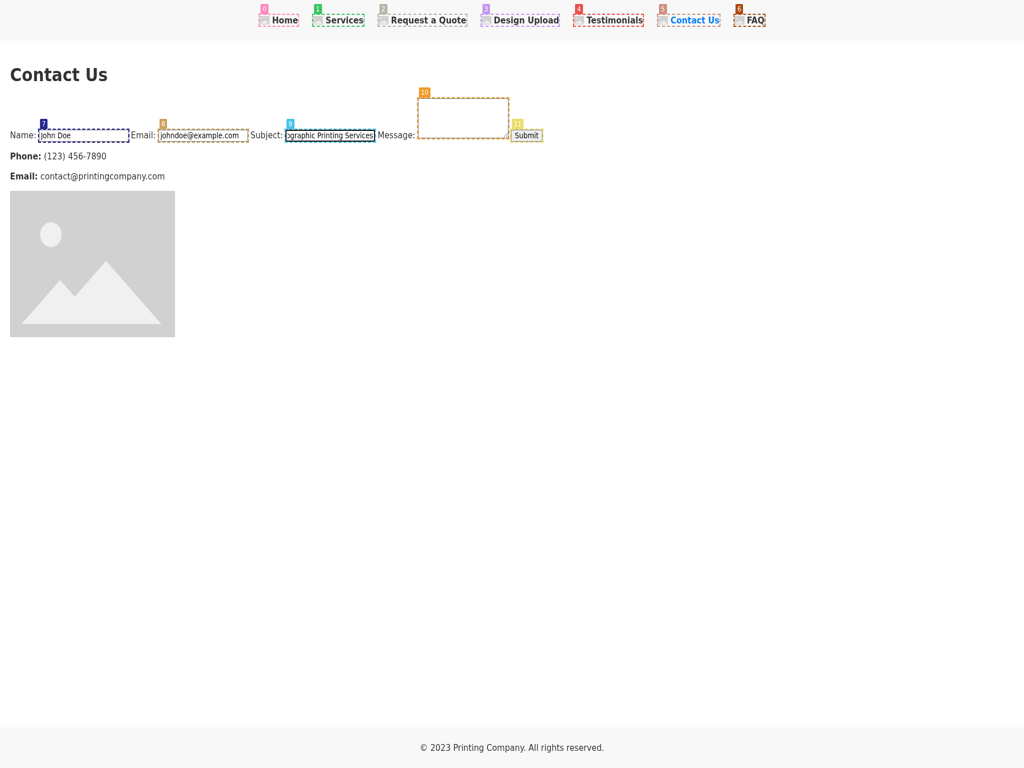 0 1 2 3 4 5 6
Home Services Request a Quote Design Upload Testimonials Contact Us FAQ
Contact Us
7 8 9 10 11
Name: John Doe Email: johndoe@example.com Subject: Printing Services Message: Submit
Phone: (123) 456-7890
Email: contact@printingcompany.com
© 2023 Printing Company. All rights reserved.